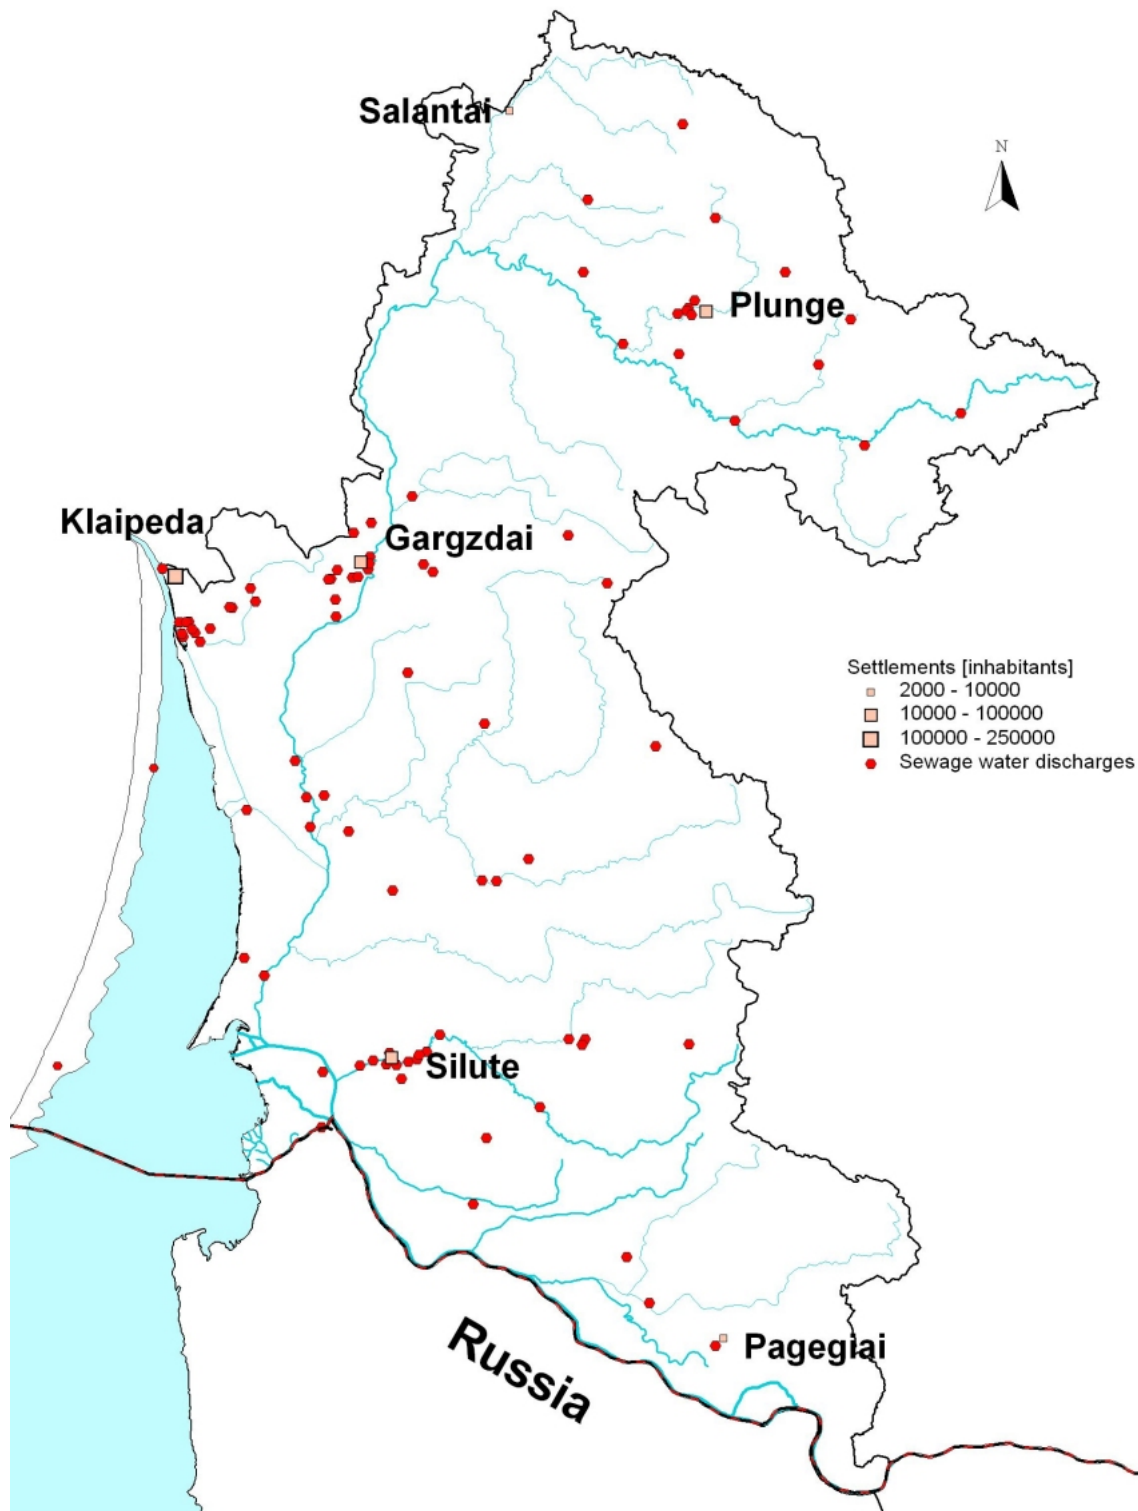 Salantai
N
Plunge
Klaipeda
Gargzdai
Settlements [inhabitants]
2000 - 10000
10000 - 100000
100000 - 250000
Sewage water discharges
Silute
Russia
Pagegiai